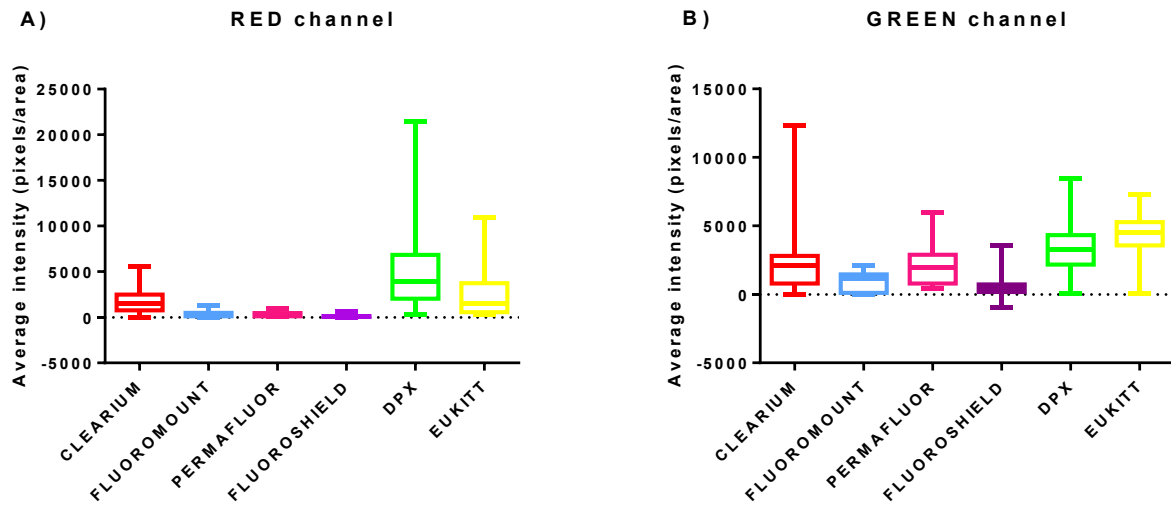 A)
RED channel
Average intensity (pixels/area)
25000
20000
15000
10000
5000
0
-5000
CLEARIUM
FLUOROMOUNT
PERMAFLUOR
FLUOROSHIELD
DPX
EUKITT
B)
GREEN channel
Average intensity (pixels/area)
15000
10000
5000
0
-5000
CLEARIUM
FLUOROMOUNT
PERMAFLUOR
FLUOROSHIELD
DPX
EUKITT